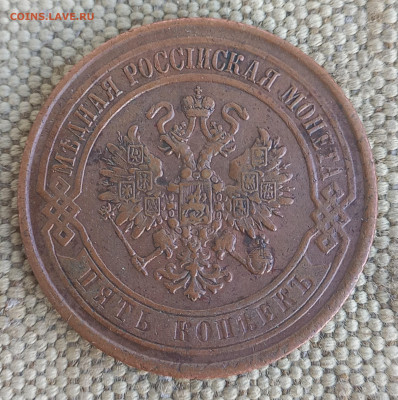 COINS.LAVE.RU
МѢДНАЯ РОССІЙСКАЯ МОНЕТА
ПЯТЬ КОПѢЕКЪ